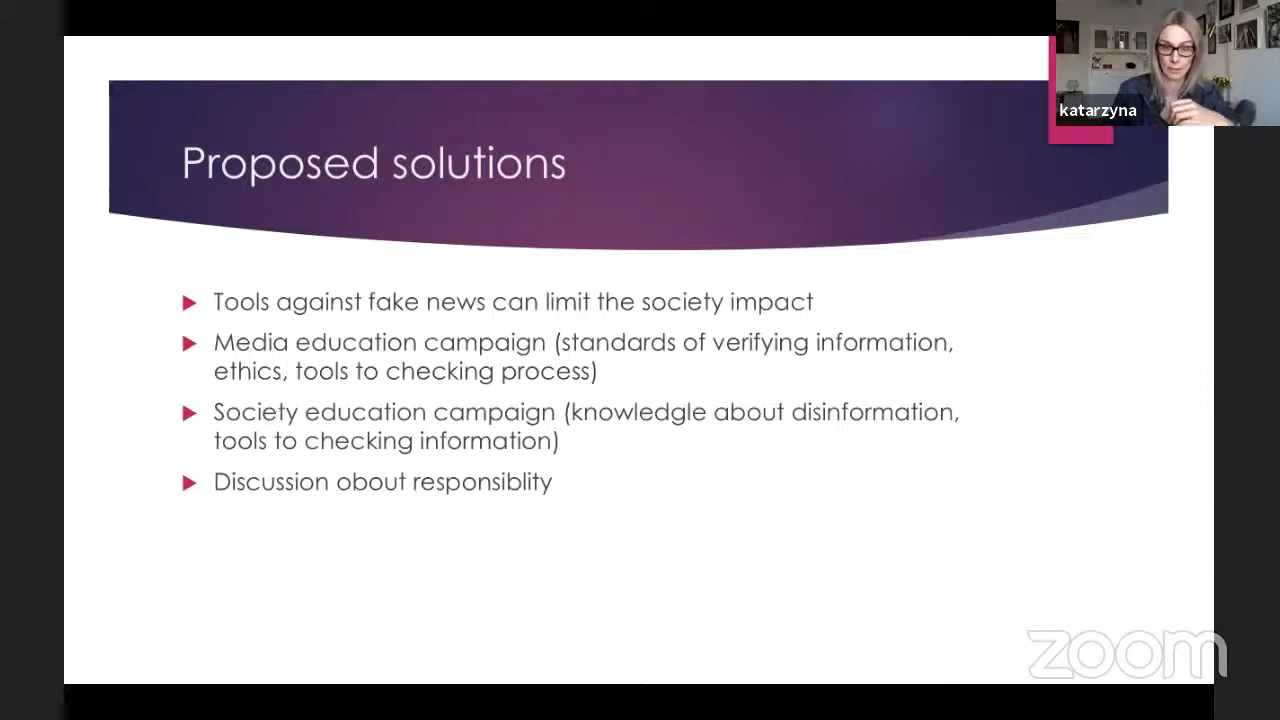 katarzyna
Proposed solutions
Tools against fake news can limit the society impact
Media education campaign (standards of verifying information,
ethics, tools to checking process)
Society education campaign (knowledgle about disinformation,
tools to checking information)
Discussion obout responsiblity
zoom